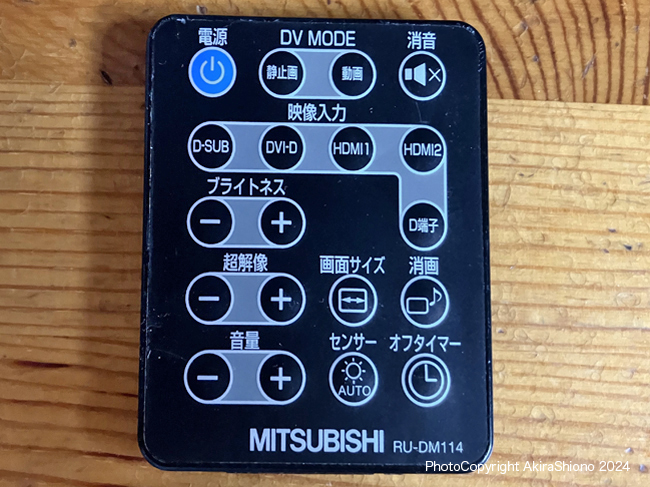 電源 DV MODE 消音
静止画 動画
映像入力
D-SUB DVI-D HDMI1 HDMI2
ブライトネス
− +
D端子
超解像 画面サイズ 消画
− +
音量 センサー オフタイマー
− + AUTO
MITSUBISHI RU-DM114
PhotoCopyright AkiraShiono 2024